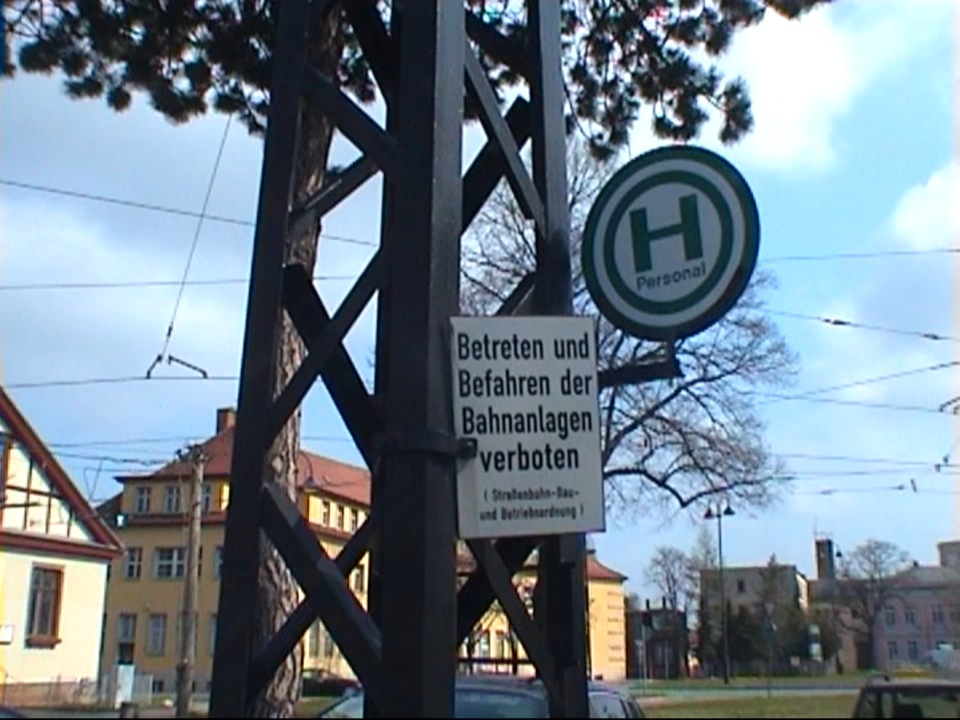 H
Personal
Betreten und
Befahren der
Bahnanlagen
verboten
( Straßenbahn-Bau-
und Betriebsordnung )